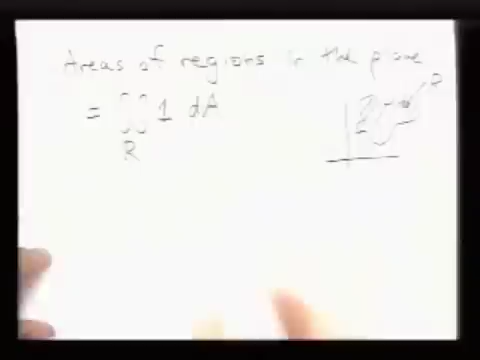 Areas of regions in the plane
= ∬ 1 dA
R
R